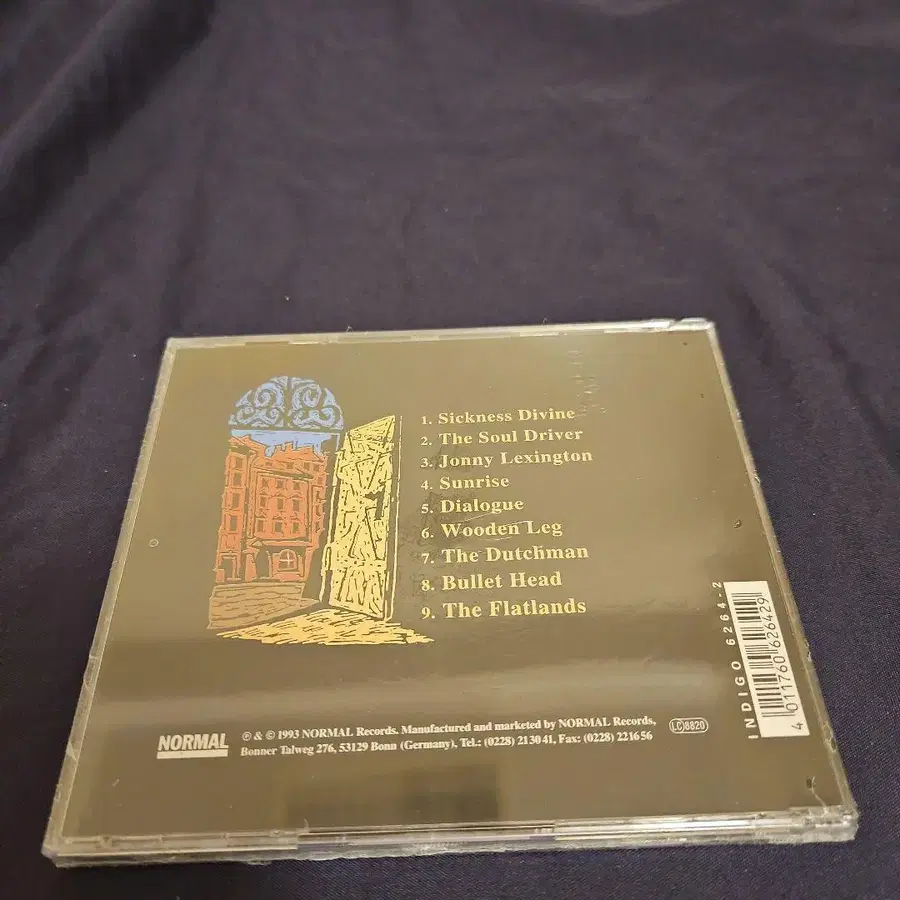 1. Sickness Divine
2. The Soul Driver
3. Jonny Lexington
4. Sunrise
5. Dialogue
6. Wooden Leg
7. The Dutchman
8. Bullet Head
9. The Flatlands
INDIGO 6264-2
4 011760 626429
NORMAL
℗ & © 1993 NORMAL Records. Manufactured and marketed by NORMAL Records,
Bonner Talweg 276, 53129 Bonn (Germany), Tel.: (0228) 21 30 41, Fax: (0228) 22 16 56
LC 8820